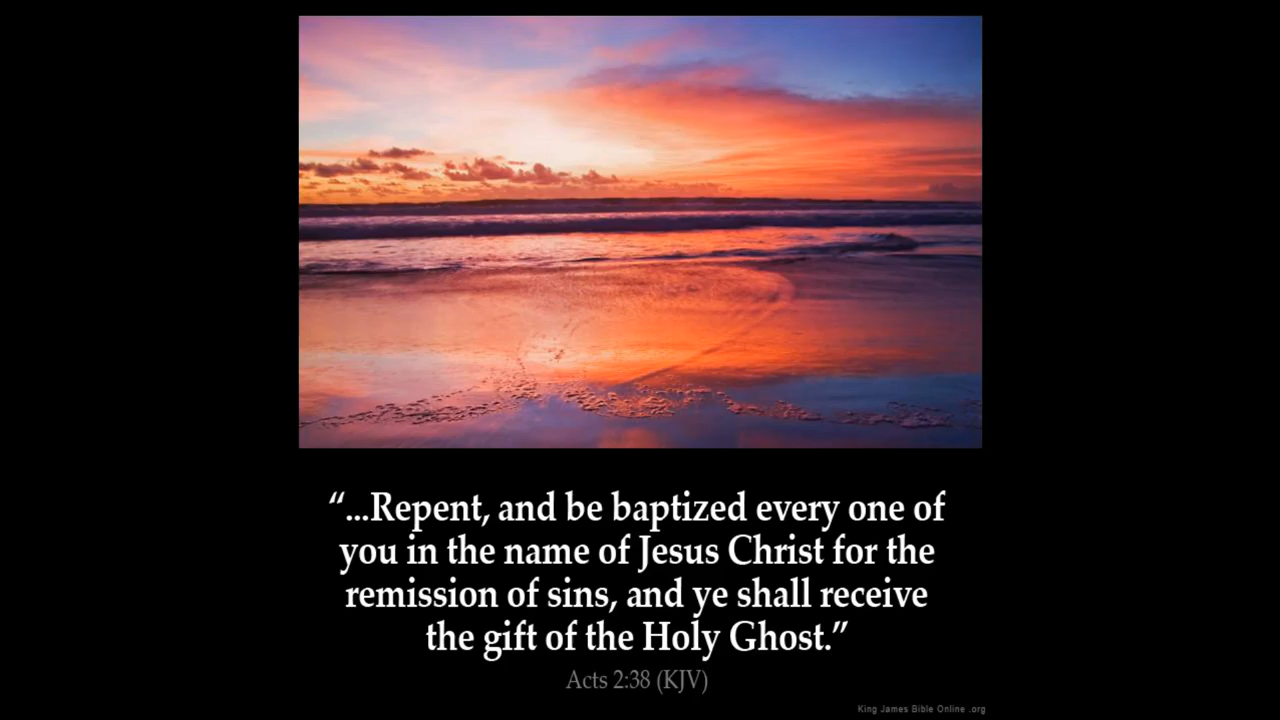 “...Repent, and be baptized every one of
you in the name of Jesus Christ for the
remission of sins, and ye shall receive
the gift of the Holy Ghost.”
Acts 2:38 (KJV)
King James Bible Online .org